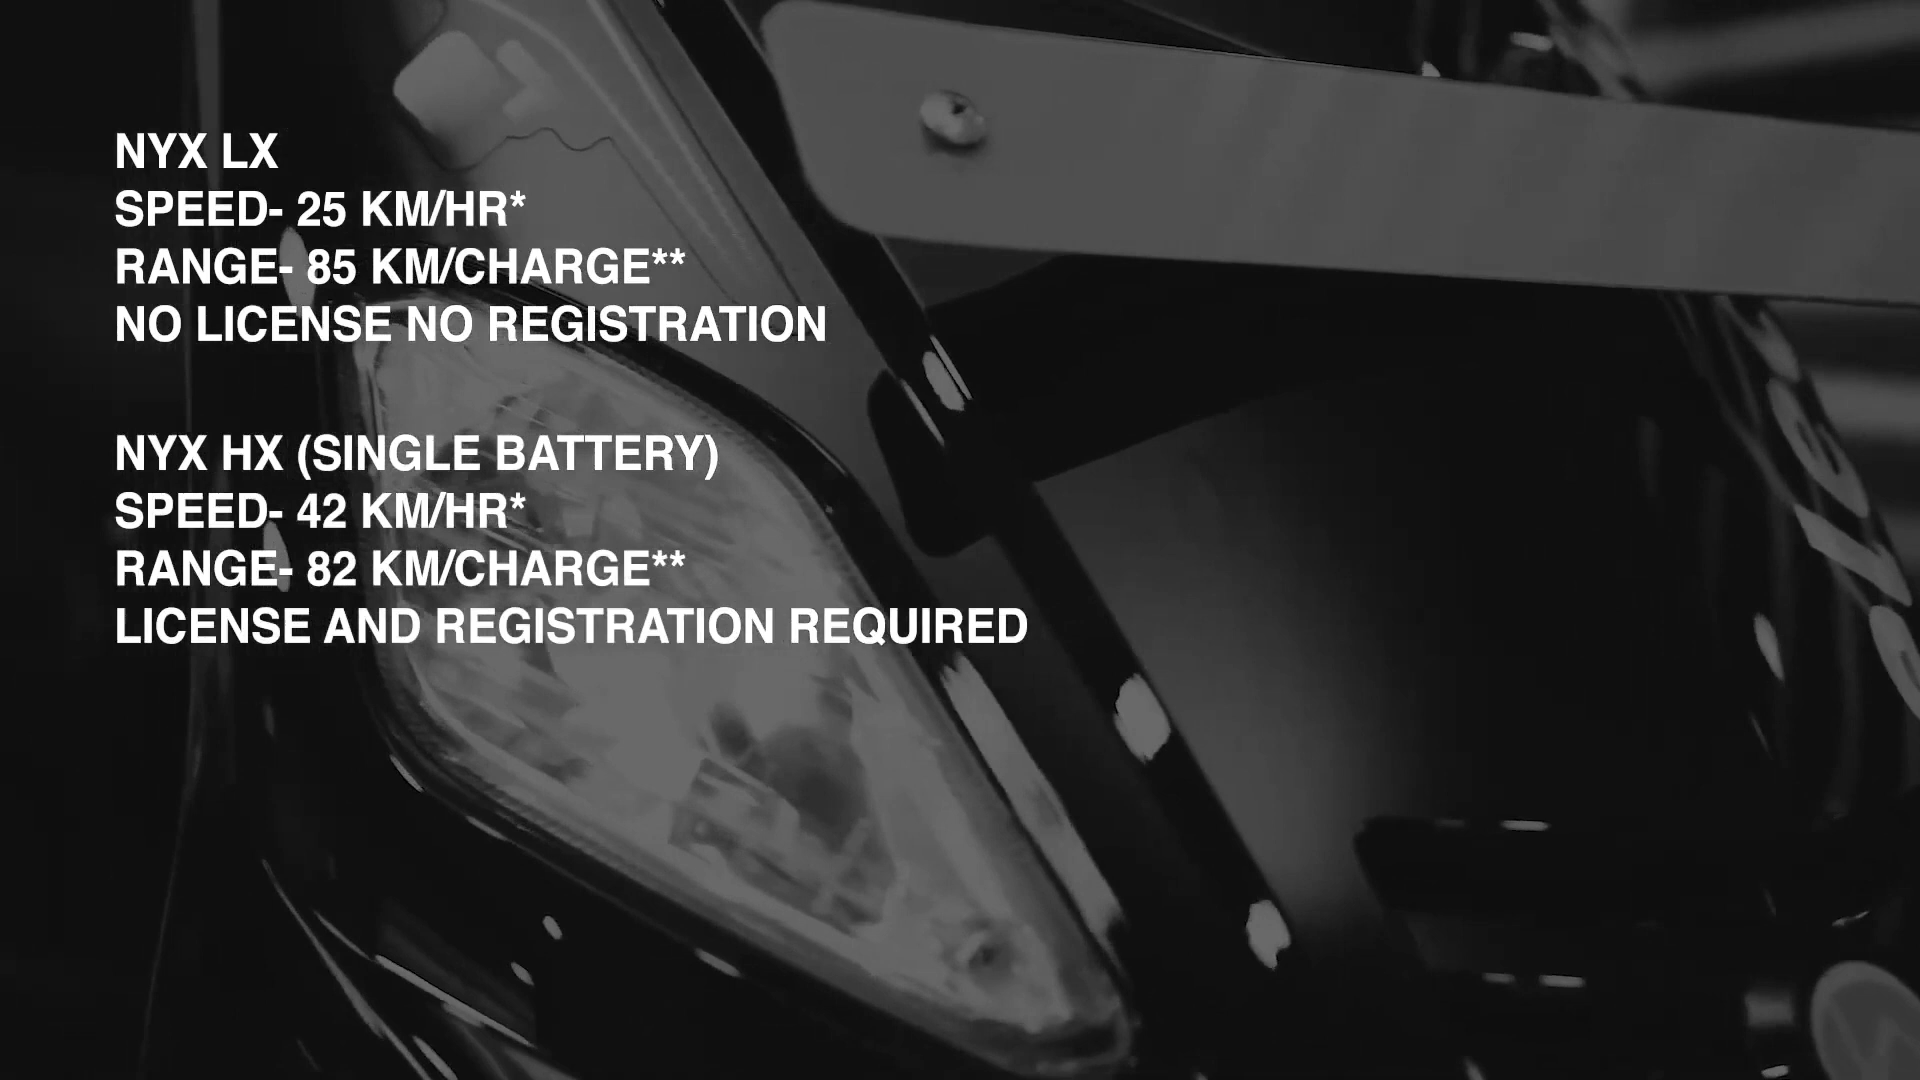 NYX LX
SPEED- 25 KM/HR*
RANGE- 85 KM/CHARGE**
NO LICENSE NO REGISTRATION
NYX HX (SINGLE BATTERY)
SPEED- 42 KM/HR*
RANGE- 82 KM/CHARGE**
LICENSE AND REGISTRATION REQUIRED